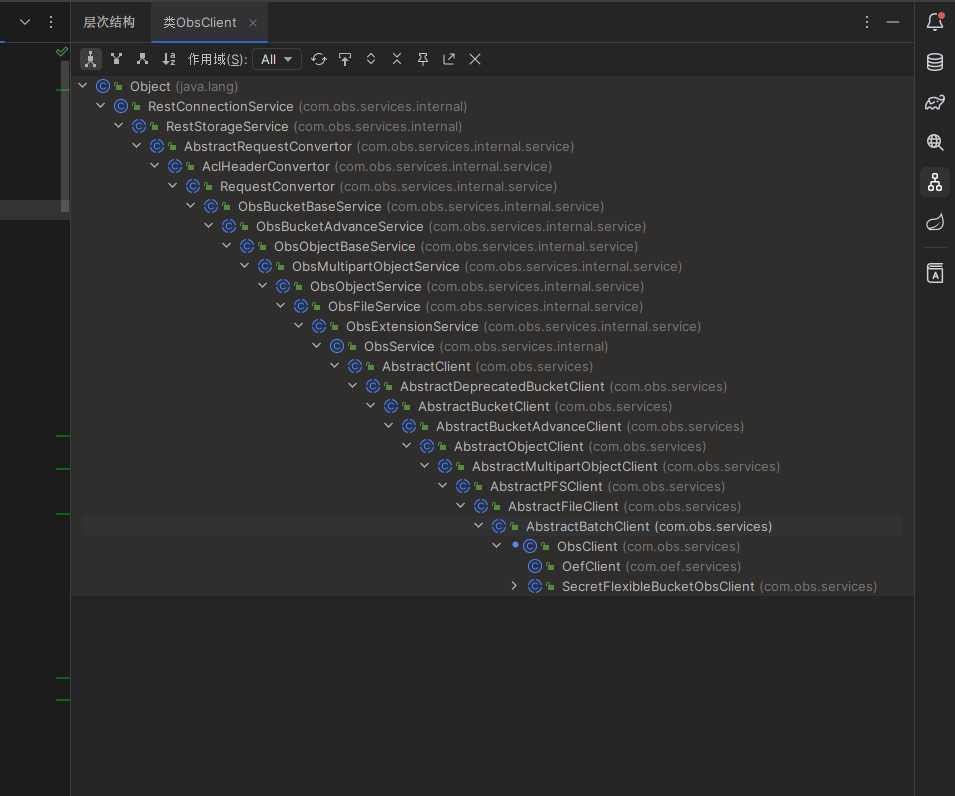 层次结构 类ObsClient
作用域(S): All
Object (java.lang)
RestConnectionService (com.obs.services.internal)
RestStorageService (com.obs.services.internal)
AbstractRequestConvertor (com.obs.services.internal.service)
AclHeaderConvertor (com.obs.services.internal.service)
RequestConvertor (com.obs.services.internal.service)
ObsBucketBaseService (com.obs.services.internal.service)
ObsBucketAdvanceService (com.obs.services.internal.service)
ObsObjectBaseService (com.obs.services.internal.service)
ObsMultipartObjectService (com.obs.services.internal.service)
ObsObjectService (com.obs.services.internal.service)
ObsFileService (com.obs.services.internal.service)
ObsExtensionService (com.obs.services.internal.service)
ObsService (com.obs.services.internal)
AbstractClient (com.obs.services)
AbstractDeprecatedBucketClient (com.obs.services)
AbstractBucketClient (com.obs.services)
AbstractBucketAdvanceClient (com.obs.services)
AbstractObjectClient (com.obs.services)
AbstractMultipartObjectClient (com.obs.services)
AbstractPFSClient (com.obs.services)
AbstractFileClient (com.obs.services)
AbstractBatchClient (com.obs.services)
ObsClient (com.obs.services)
OefClient (com.oef.services)
SecretFlexibleBucketObsClient (com.obs.services)